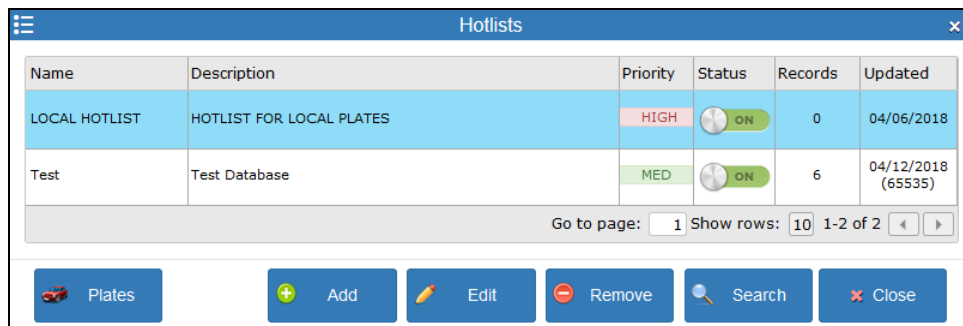 Hotlists
Name Description Priority Status Records Updated
LOCAL HOTLIST HOTLIST FOR LOCAL PLATES HIGH ON 0 04/06/2018
Test Test Database MED ON 6 04/12/2018
(65535)
Go to page: 1 Show rows: 10 1-2 of 2
Plates Add Edit Remove Search Close